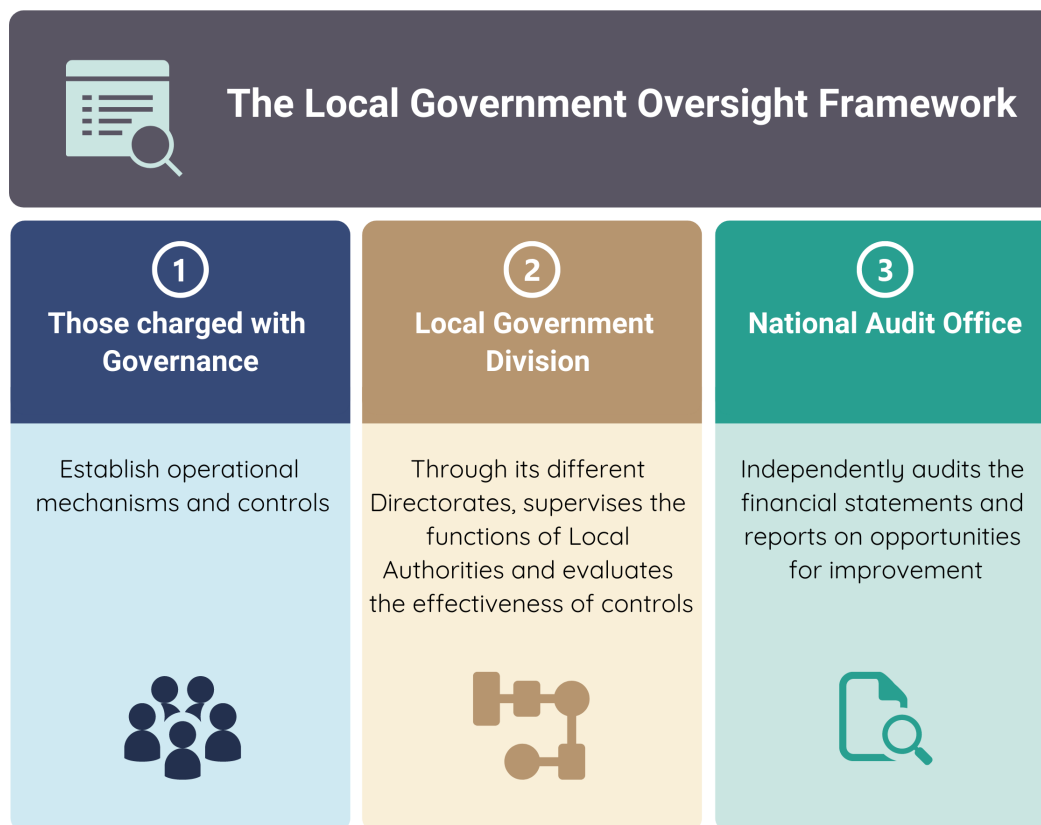 The Local Government Oversight Framework
1
Those charged with
Governance
Establish operational
mechanisms and controls
2
Local Government
Division
Through its different
Directorates, supervises the
functions of Local
Authorities and evaluates
the effectiveness of controls
3
National Audit Office
Independently audits the
financial statements and
reports on opportunities
for improvement